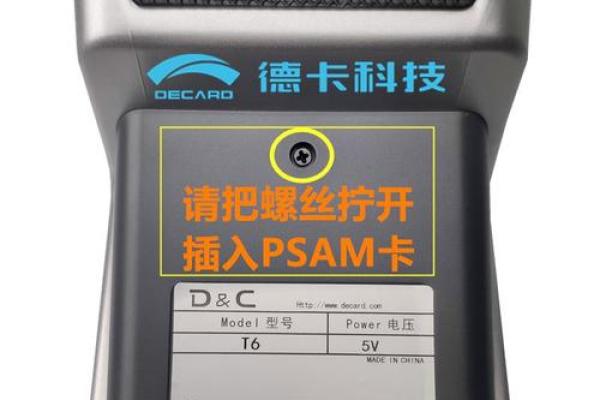 DECARD
德卡科技
请把螺丝拧开
插入PSAM卡
D&C Http://www.decard.com
Model 型号 Power 电压
T6 5V
MADE IN CHINA